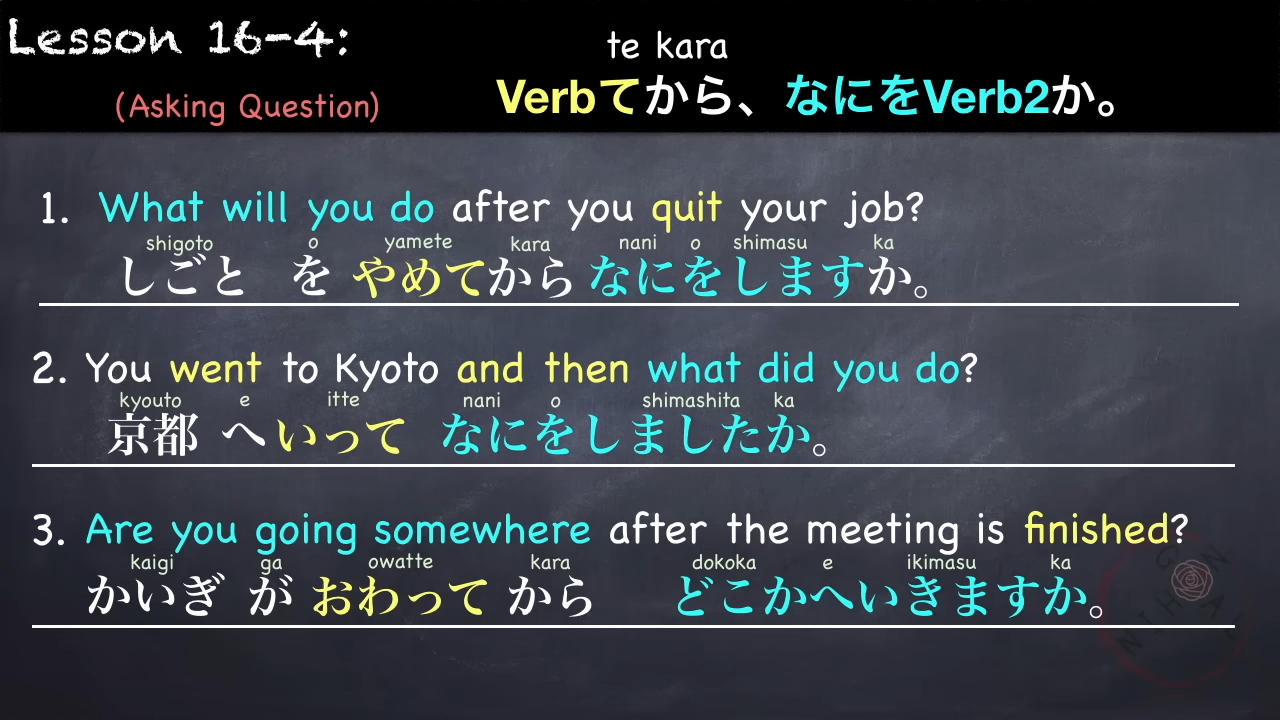 Lesson 16-4:
te kara
(Asking Question)
Verbてから、なにをVerb2か。
1. What will you do after you quit your job?
shigoto o yamete kara nani o shimasu ka
しごと を やめてから なにをしますか。
2. You went to Kyoto and then what did you do?
kyouto e itte nani o shimashita ka
京都 へ いって なにをしましたか。
3. Are you going somewhere after the meeting is finished?
kaigi ga owatte kara dokoka e ikimasu ka
かいぎ が おわって から どこかへいきますか。